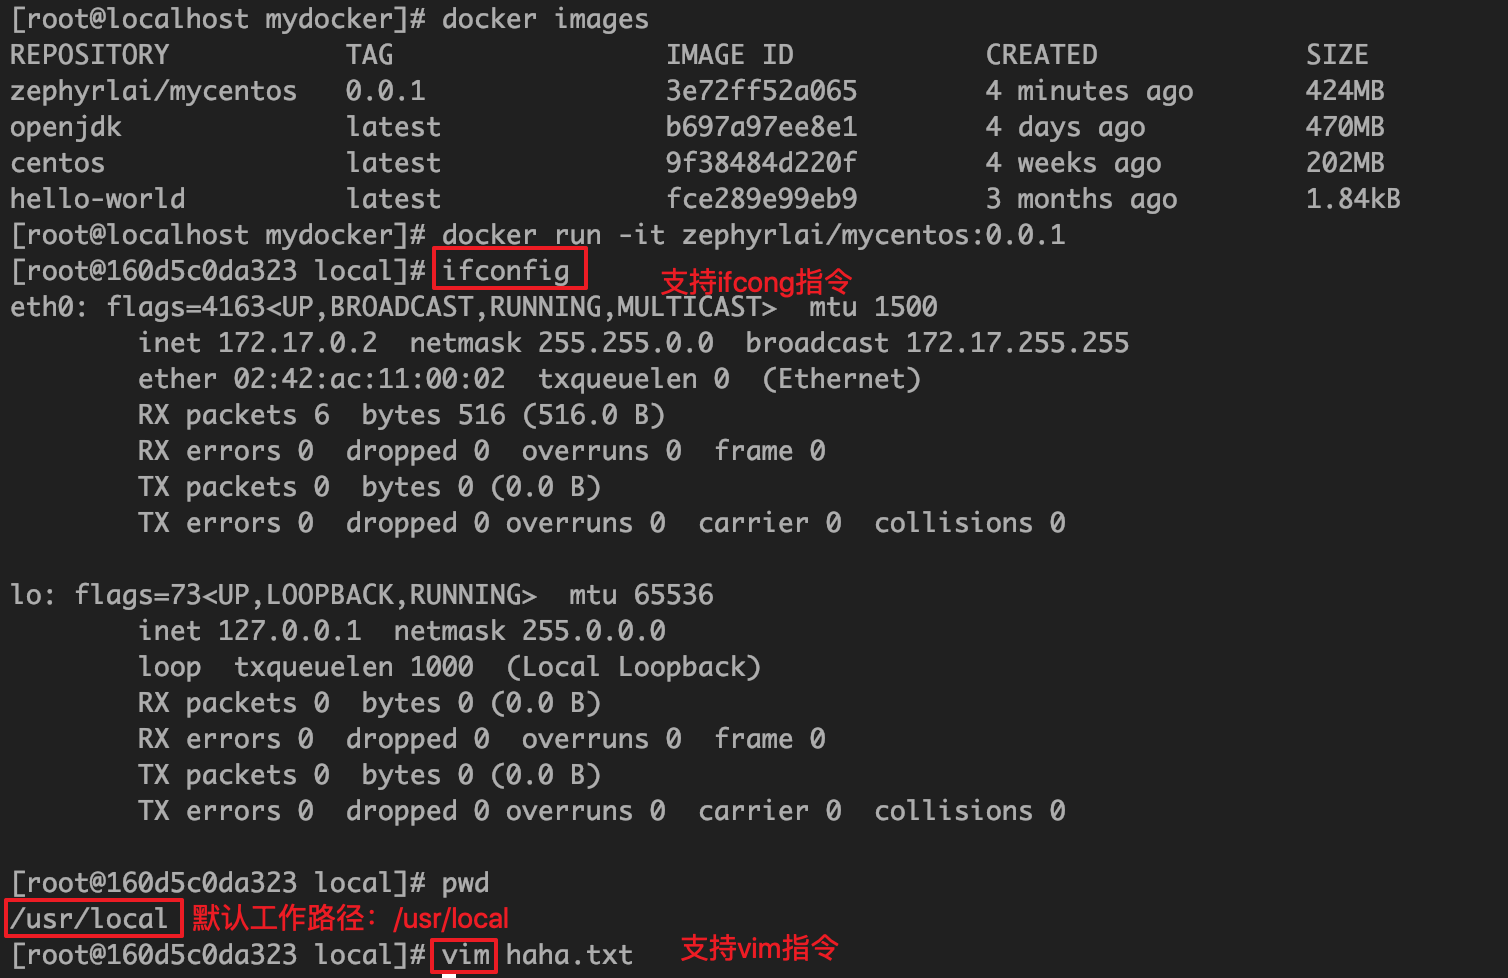 [root@localhost mydocker]# docker images
REPOSITORY TAG IMAGE ID CREATED SIZE
zephyrlai/mycentos 0.0.1 3e72ff52a065 4 minutes ago 424MB
openjdk latest b697a97ee8e1 4 days ago 470MB
centos latest 9f38484d220f 4 weeks ago 202MB
hello-world latest fce289e99eb9 3 months ago 1.84kB
[root@localhost mydocker]# docker run -it zephyrlai/mycentos:0.0.1
[root@160d5c0da323 local]# ifconfig 支持ifcong指令
eth0: flags=4163<UP,BROADCAST,RUNNING,MULTICAST> mtu 1500
inet 172.17.0.2 netmask 255.255.0.0 broadcast 172.17.255.255
ether 02:42:ac:11:00:02 txqueuelen 0 (Ethernet)
RX packets 6 bytes 516 (516.0 B)
RX errors 0 dropped 0 overruns 0 frame 0
TX packets 0 bytes 0 (0.0 B)
TX errors 0 dropped 0 overruns 0 carrier 0 collisions 0
lo: flags=73<UP,LOOPBACK,RUNNING> mtu 65536
inet 127.0.0.1 netmask 255.0.0.0
loop txqueuelen 1000 (Local Loopback)
RX packets 0 bytes 0 (0.0 B)
RX errors 0 dropped 0 overruns 0 frame 0
TX packets 0 bytes 0 (0.0 B)
TX errors 0 dropped 0 overruns 0 carrier 0 collisions 0
[root@160d5c0da323 local]# pwd
/usr/local 默认工作路径：/usr/local
[root@160d5c0da323 local]# vim haha.txt 支持vim指令